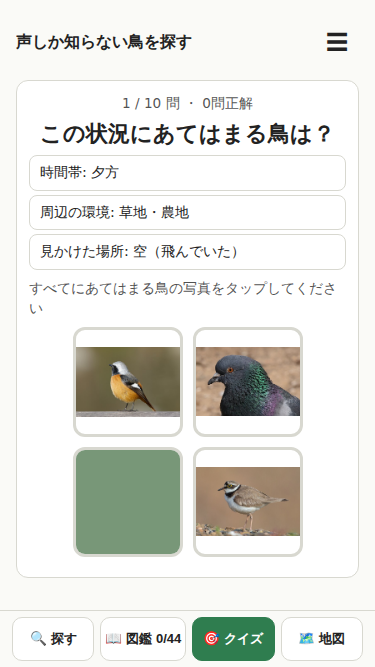 声しか知らない鳥を探す
1 / 10 問 ・ 0問正解
この状況にあてはまる鳥は？
時間帯: 夕方
周辺の環境: 草地・農地
見かけた場所: 空（飛んでいた）
すべてにあてはまる鳥の写真をタップしてくださ
い
探す
図鑑 0/44
クイズ
地図